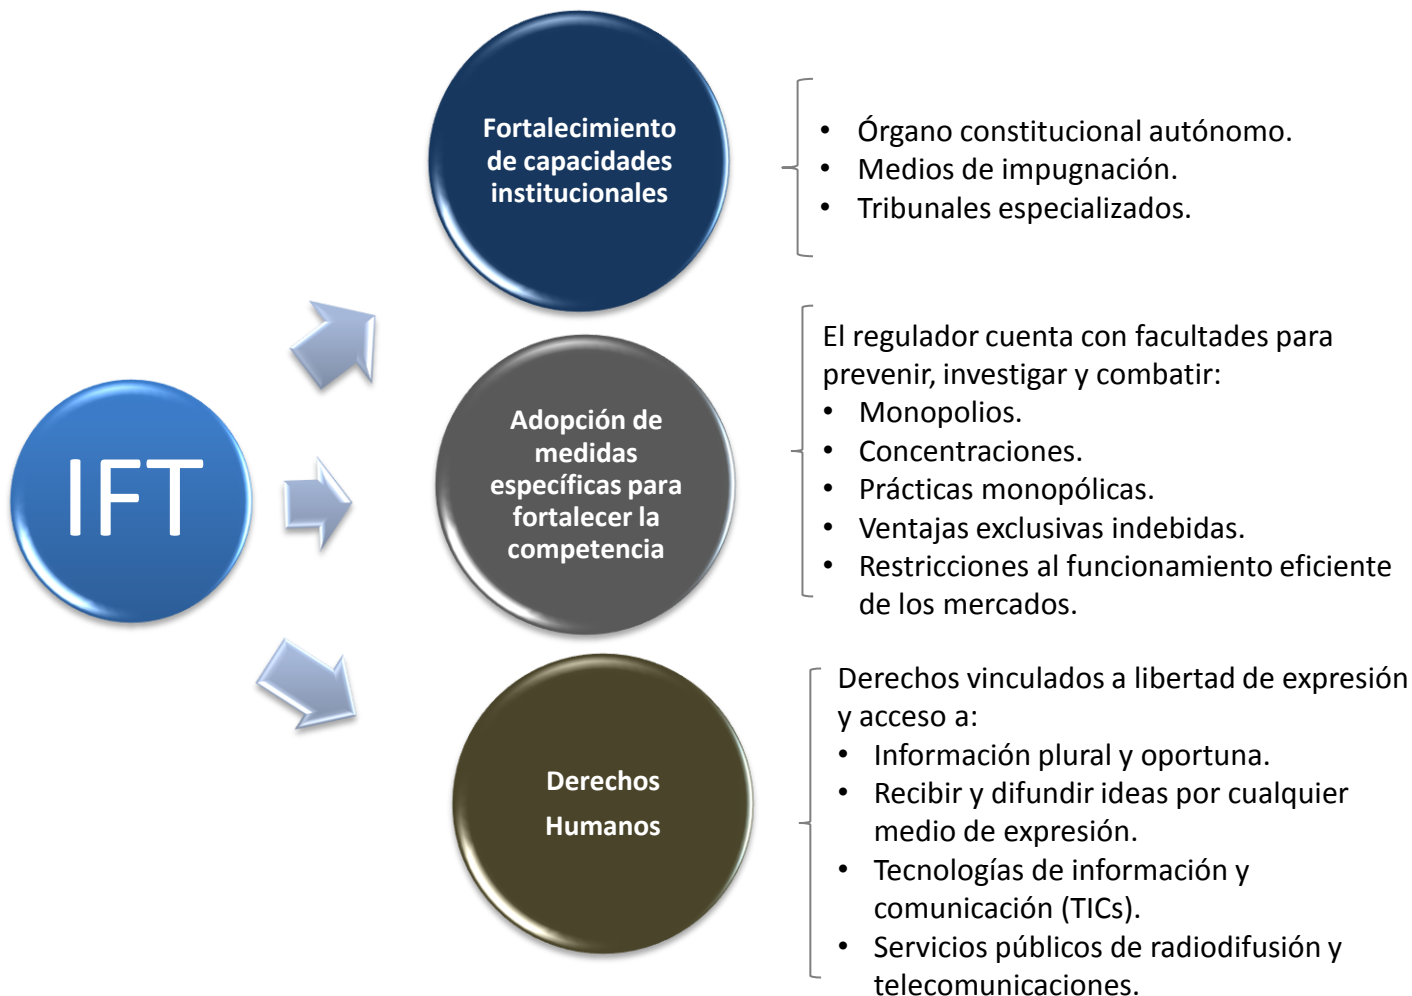 IFT
Fortalecimiento
de capacidades
institucionales
• Órgano constitucional autónomo.
• Medios de impugnación.
• Tribunales especializados.
Adopción de
medidas
específicas para
fortalecer la
competencia
El regulador cuenta con facultades para
prevenir, investigar y combatir:
• Monopolios.
• Concentraciones.
• Prácticas monopólicas.
• Ventajas exclusivas indebidas.
• Restricciones al funcionamiento eficiente
de los mercados.
Derechos
Humanos
Derechos vinculados a libertad de expresión
y acceso a:
• Información plural y oportuna.
• Recibir y difundir ideas por cualquier
medio de expresión.
• Tecnologías de información y
comunicación (TICs).
• Servicios públicos de radiodifusión y
telecomunicaciones.